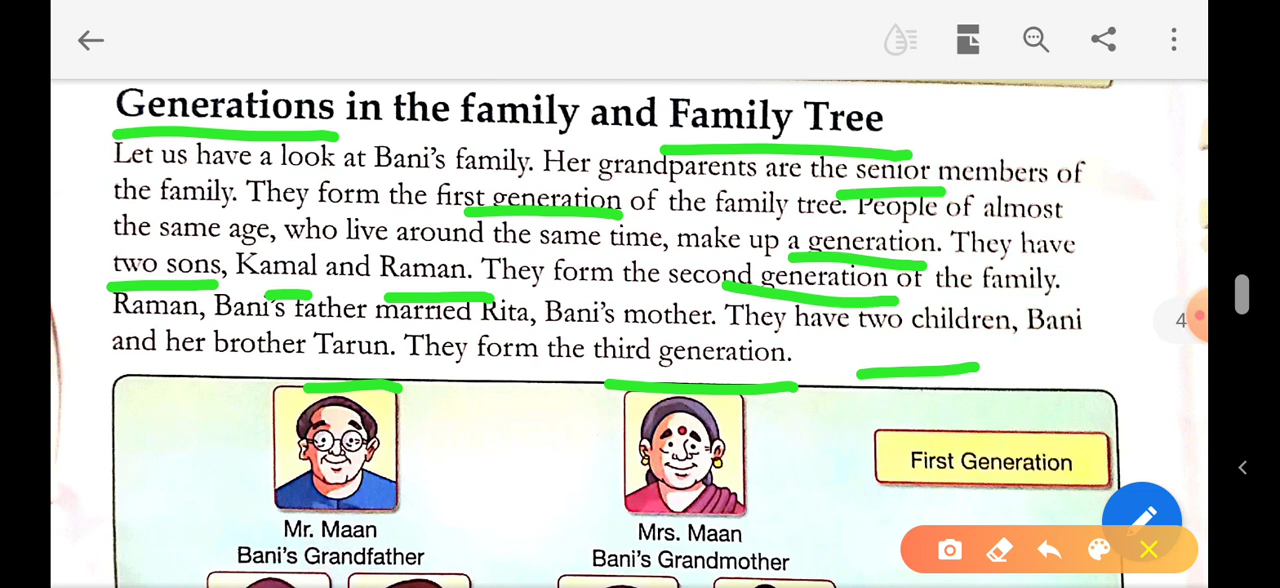 Generations in the family and Family Tree
Let us have a look at Bani's family. Her grandparents are the senior members of
the family. They form the first generation of the family tree. People of almost
the same age, who live around the same time, make up a generation. They have
two sons, Kamal and Raman. They form the second generation of the family.
Raman, Bani's father married Rita, Bani's mother. They have two children, Bani
and her brother Tarun. They form the third generation.
4
First Generation
Mr. Maan
Bani's Grandfather
Mrs. Maan
Bani's Grandmother